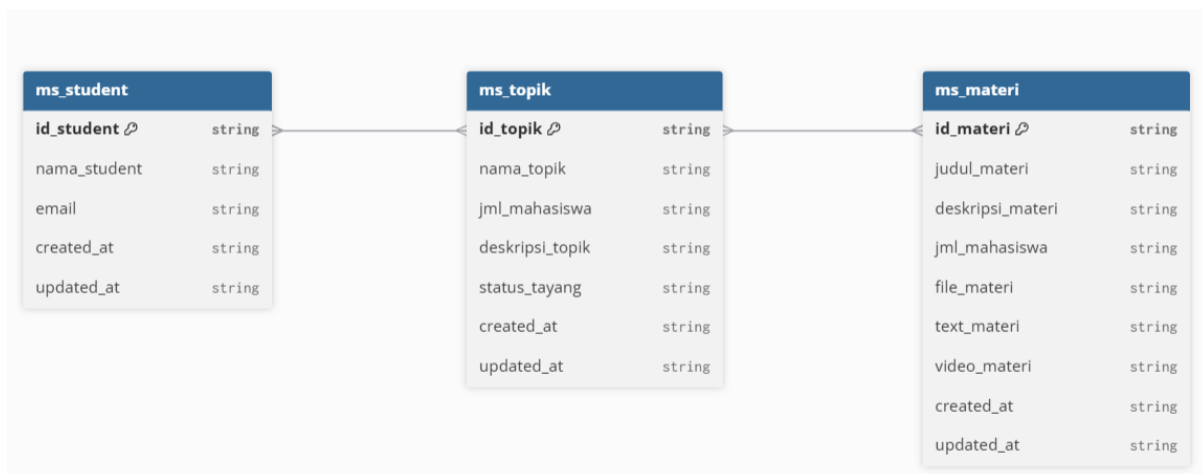 ms_student
id_student string
nama_student string
email string
created_at string
updated_at string
ms_topik
id_topik string
nama_topik string
jml_mahasiswa string
deskripsi_topik string
status_tayang string
created_at string
updated_at string
ms_materi
id_materi string
judul_materi string
deskripsi_materi string
jml_mahasiswa string
file_materi string
text_materi string
video_materi string
created_at string
updated_at string